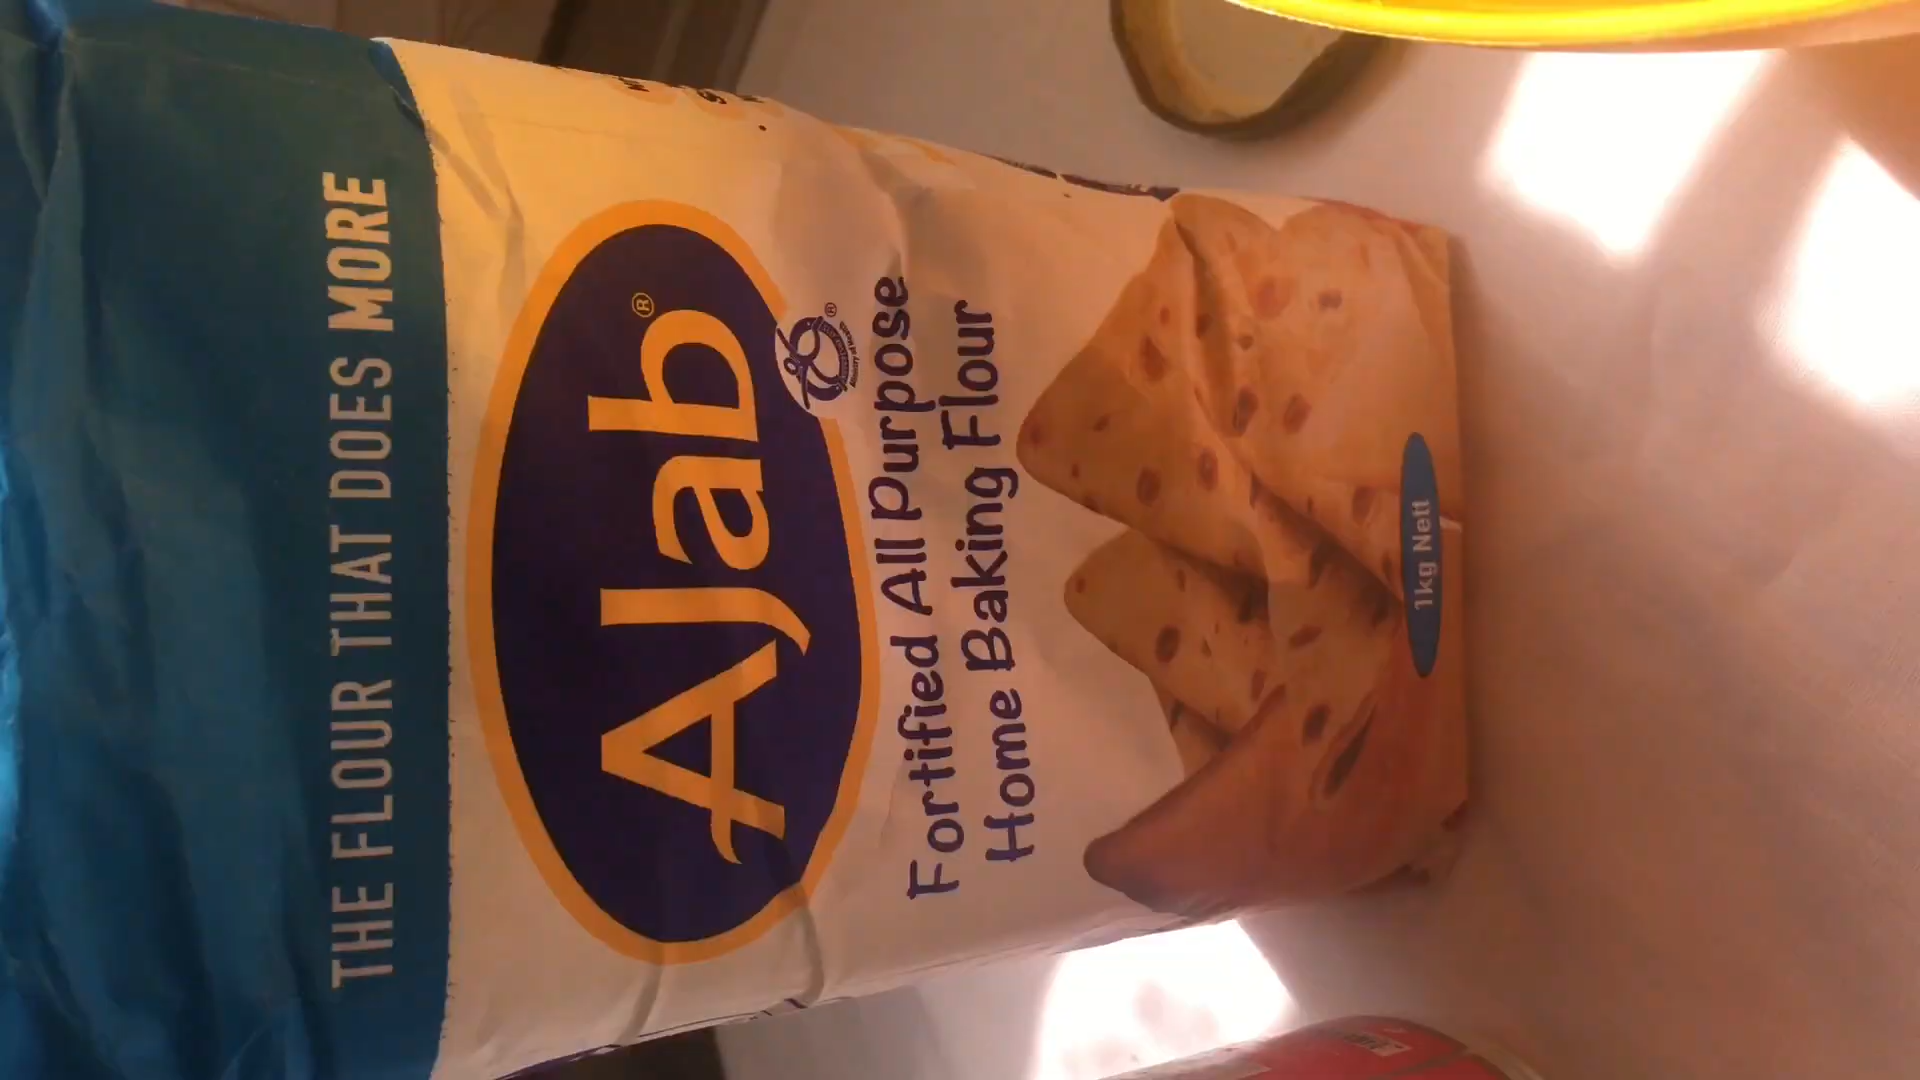 THE FLOUR THAT DOES MORE
AJab®
Fortified All Purpose
Home Baking Flour
1kg Nett